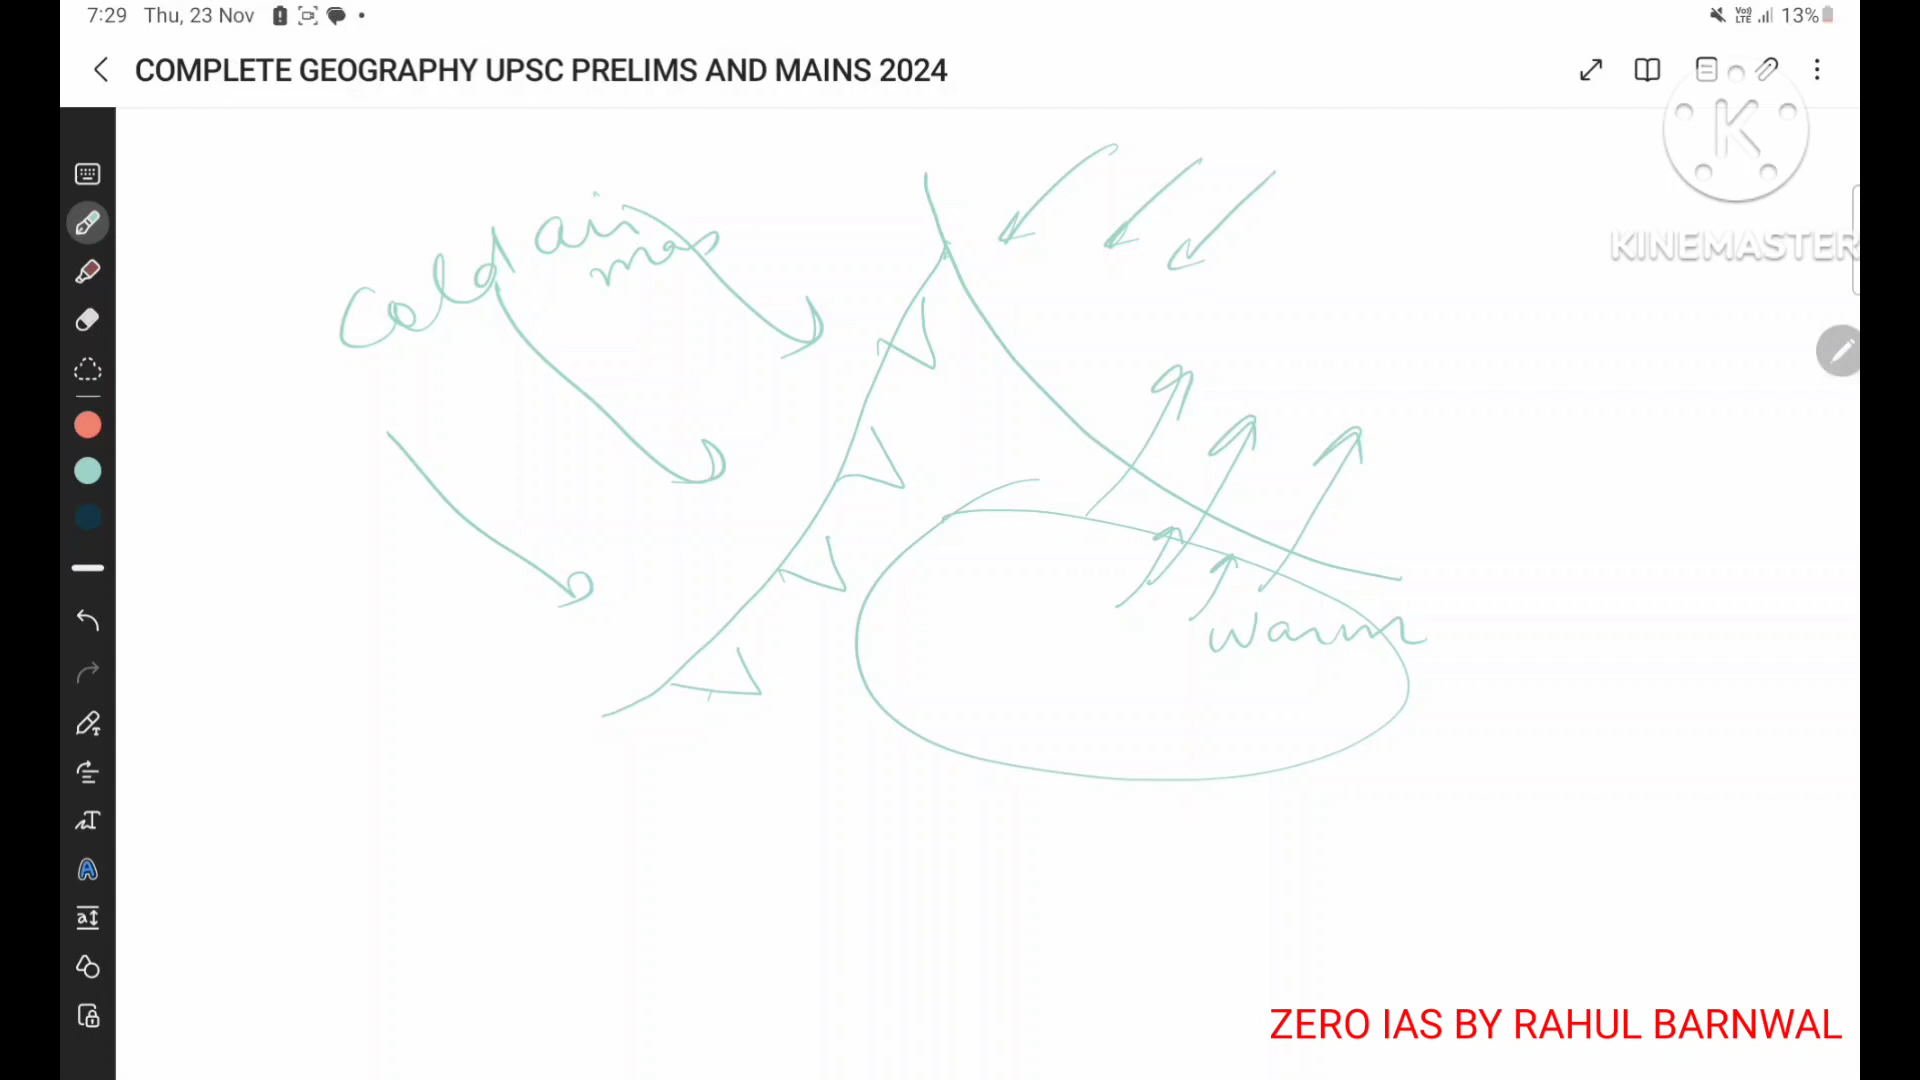 7:29 Thu, 23 Nov 13%
COMPLETE GEOGRAPHY UPSC PRELIMS AND MAINS 2024
K
KINEMASTER
Cold air
mas
Warm
ZERO IAS BY RAHUL BARNWAL